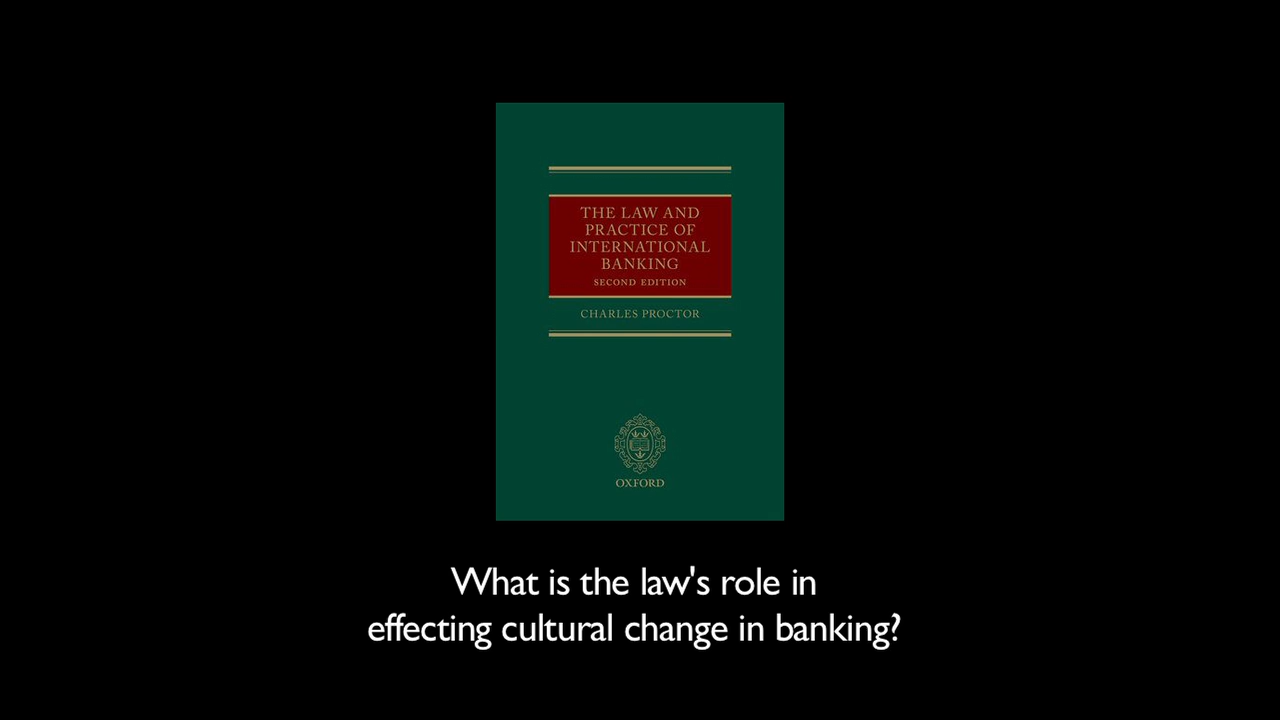 THE LAW AND
PRACTICE OF
INTERNATIONAL
BANKING
SECOND EDITION
CHARLES PROCTOR
OXFORD
What is the law's role in
effecting cultural change in banking?